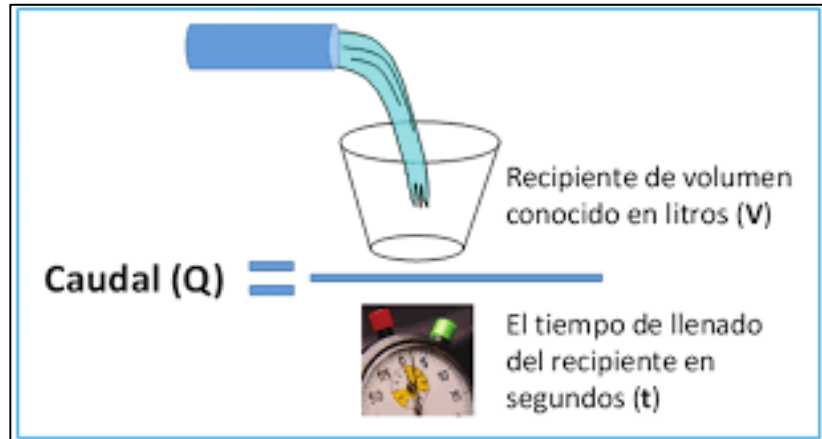 Recipiente de volumen
conocido en litros (V)
Caudal (Q) =
El tiempo de llenado
del recipiente en
segundos (t)